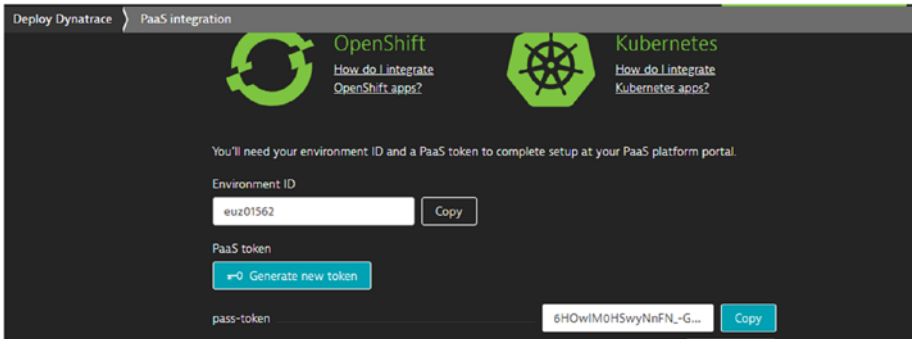 Deploy Dynatrace PaaS integration
OpenShift
How do I integrate
OpenShift apps?
Kubernetes
How do I integrate
Kubernetes apps?
You'll need your environment ID and a PaaS token to complete setup at your PaaS platform portal.
Environment ID
euz01562 Copy
PaaS token
Generate new token
pass-token 6HOwIM0HSwyNnFN_-G... Copy